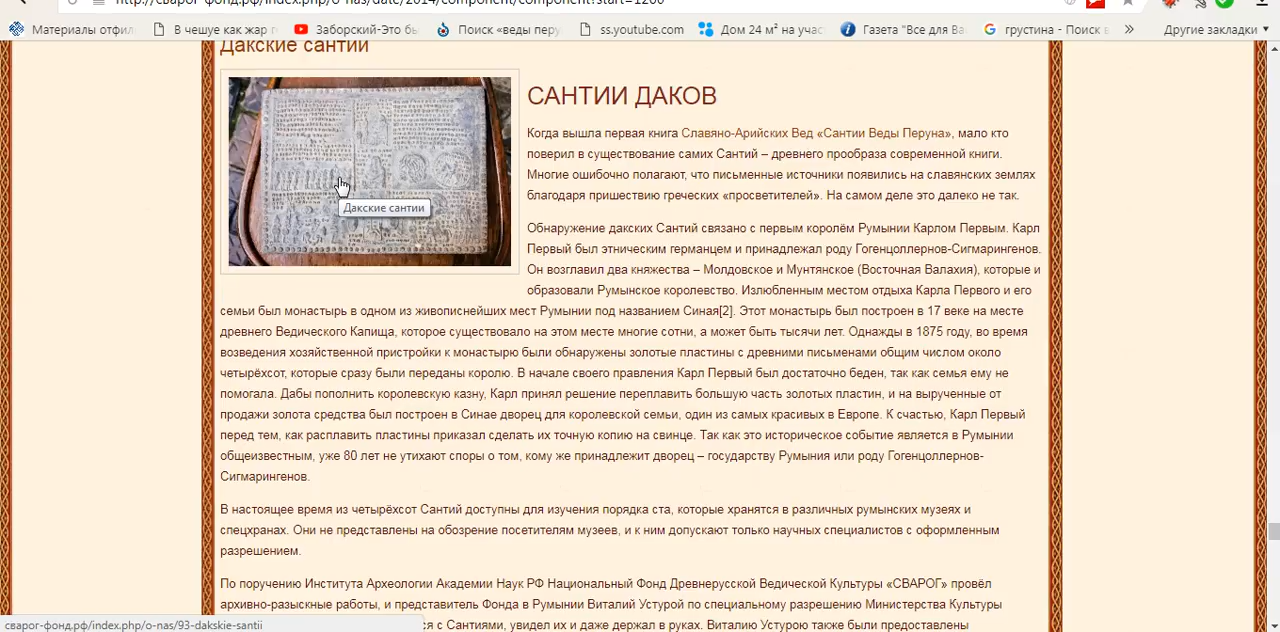 http://сварог-фонд.рф/index.php/o-nas/date/2014/component/component?start=1260
Материалы отфил
В чешуе как жар г
Заборский-Это бь
Поиск «веды перу
ss.youtube.com
Дом 24 м² на учас
Газета "Все для Ва
грустина - Поиск в
Другие закладки
Дакские сантии
САНТИИ ДАКОВ
Когда вышла первая книга Славяно-Арийских Вед «Сантии Веды Перуна», мало кто
поверил в существование самих Сантий – древнего прообраза современной книги.
Многие ошибочно полагают, что письменные источники появились на славянских землях
благодаря пришествию греческих «просветителей». На самом деле это далеко не так.
Дакские сантии
Обнаружение дакских Сантий связано с первым королём Румынии Карлом Первым. Карл
Первый был этническим германцем и принадлежал роду Гогенцоллернов-Сигмарингенов.
Он возглавил два княжества – Молдовское и Мунтянское (Восточная Валахия), которые и
образовали Румынское королевство. Излюбленным местом отдыха Карла Первого и его
семьи был монастырь в одном из живописнейших мест Румынии под названием Синая[2]. Этот монастырь был построен в 17 веке на месте
древнего Ведического Капища, которое существовало на этом месте многие сотни, а может быть тысячи лет. Однажды в 1875 году, во время
возведения хозяйственной пристройки к монастырю были обнаружены золотые пластины с древними письменами общим числом около
четырёхсот, которые сразу были переданы королю. В начале своего правления Карл Первый был достаточно беден, так как семья ему не
помогала. Дабы пополнить королевскую казну, Карл принял решение переплавить большую часть золотых пластин, и на вырученные от
продажи золота средства был построен в Синае дворец для королевской семьи, один из самых красивых в Европе. К счастью, Карл Первый
перед тем, как расплавить пластины приказал сделать их точную копию на свинце. Так как это историческое событие является в Румынии
общеизвестным, уже 80 лет не утихают споры о том, кому же принадлежит дворец – государству Румыния или роду Гогенцоллернов-
Сигмарингенов.
В настоящее время из четырёхсот Сантий доступны для изучения порядка ста, которые хранятся в различных румынских музеях и
спецхранах. Они не представлены на обозрение посетителям музеев, и к ним допускают только научных специалистов с оформленным
разрешением.
По поручению Института Археологии Академии Наук РФ Национальный Фонд Древнерусской Ведической Культуры «СВАРОГ» провёл
архивно-разыскные работы, и представитель Фонда в Румынии Виталий Устурой по специальному разрешению Министерства Культуры
ся с Сантиями, увидел их и даже держал в руках. Виталию Устурою также были предоставлены
сварог-фонд.рф/index.php/o-nas/93-dakskie-santii